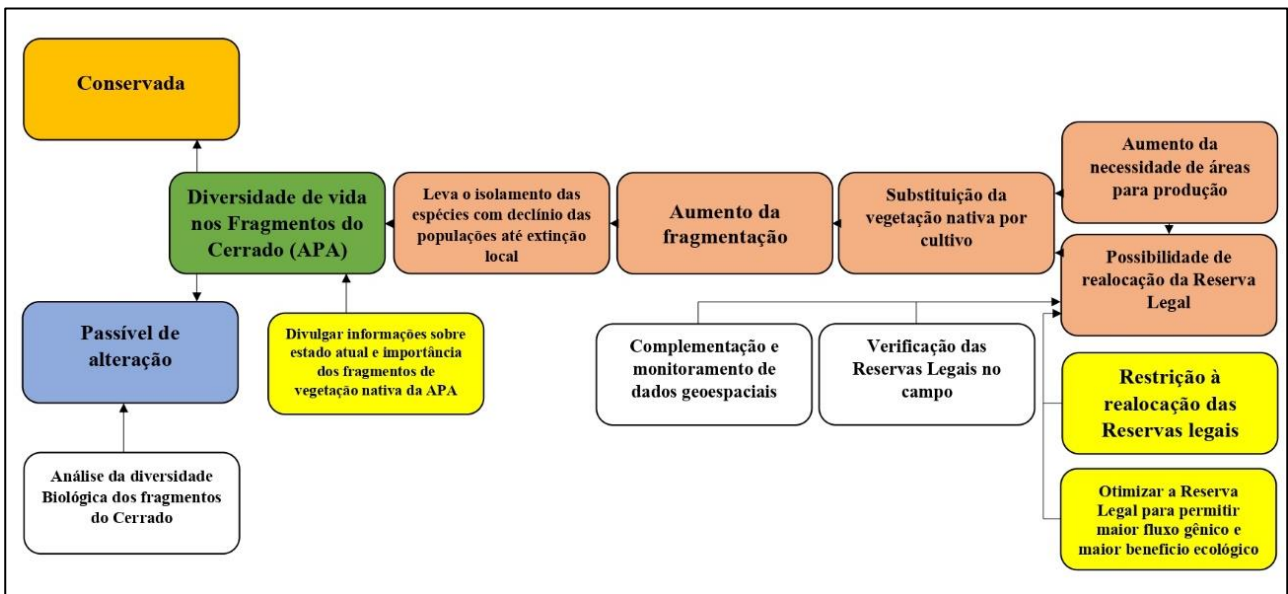 Conservada
Diversidade de vida
nos Fragmentos do
Cerrado (APA)
Passível de
alteração
Análise da diversidade
Biológica dos fragmentos
do Cerrado
Divulgar informações sobre
estado atual e importância
dos fragmentos de
vegetação nativa da APA
Leva o isolamento das
espécies com declínio das
populações até extinção
local
Aumento da
fragmentação
Substituição da
vegetação nativa por
cultivo
Aumento da
necessidade de áreas
para produção
Possibilidade de
realocação da Reserva
Legal
Complementação e
monitoramento de
dados geoespaciais
Verificação das
Reservas Legais no
campo
Restrição à
realocação das
Reservas legais
Otimizar a Reserva
Legal para permitir
maior fluxo gênico e
maior benefício ecológico